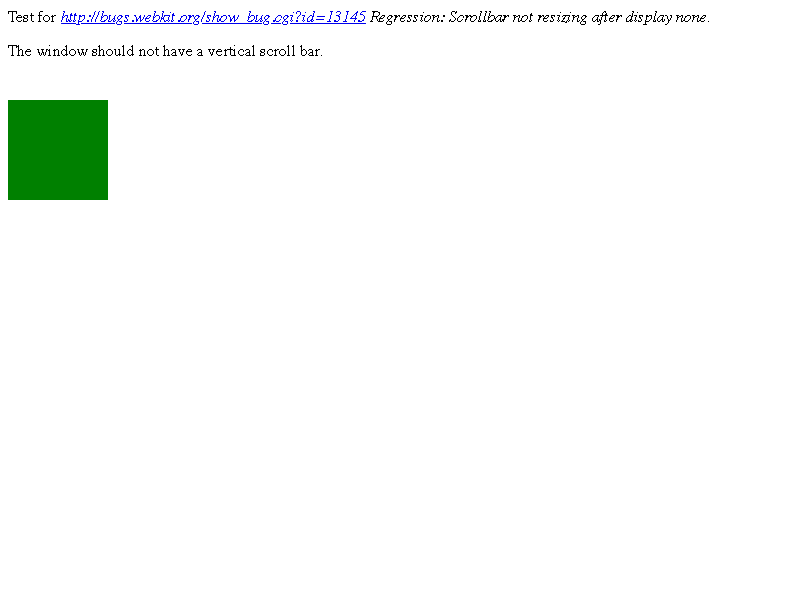 Test for http://bugs.webkit.org/show_bug.cgi?id=13145 Regression: Scrollbar not resizing after display none.
The window should not have a vertical scroll bar.